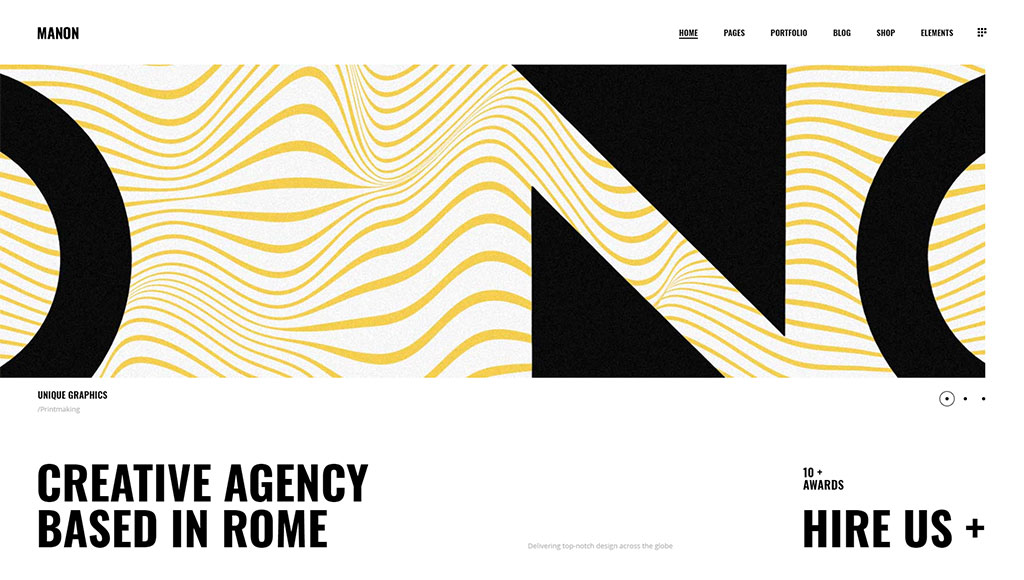 MANON
HOME PAGES PORTFOLIO BLOG SHOP ELEMENTS
UNIQUE GRAPHICS
/Printmaking
CREATIVE AGENCY
BASED IN ROME
Delivering top-notch design across the globe
10 +
AWARDS
HIRE US +